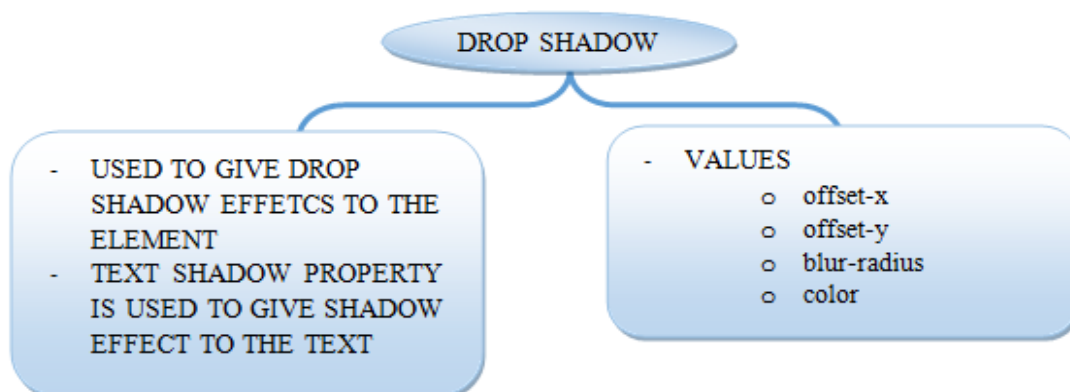 DROP SHADOW
- USED TO GIVE DROP
SHADOW EFFETCS TO THE
ELEMENT
- TEXT SHADOW PROPERTY
IS USED TO GIVE SHADOW
EFFECT TO THE TEXT
- VALUES
o offset-x
o offset-y
o blur-radius
o color